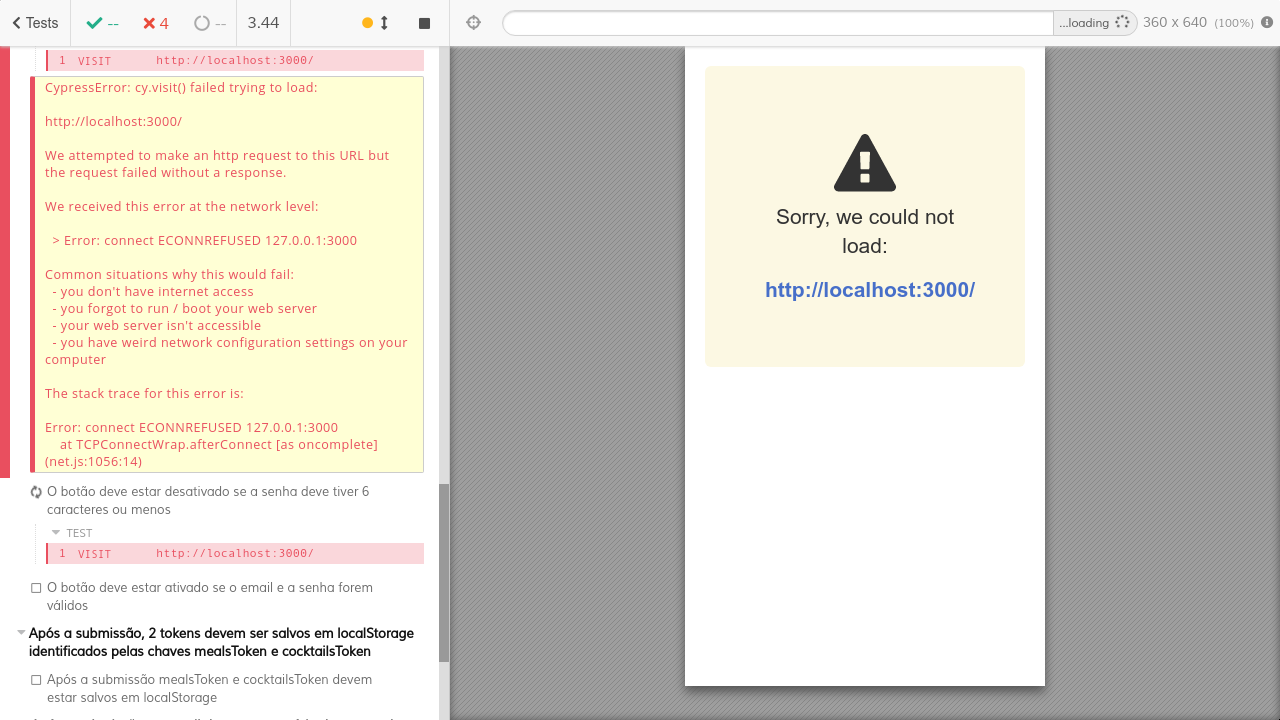 Tests
--
4
--
3.44
...loading
360 x 640 (100%)
1 VISIT http://localhost:3000/
CypressError: cy.visit() failed trying to load:
http://localhost:3000/
We attempted to make an http request to this URL but
the request failed without a response.
We received this error at the network level:
> Error: connect ECONNREFUSED 127.0.0.1:3000
Common situations why this would fail:
- you don't have internet access
- you forgot to run / boot your web server
- your web server isn't accessible
- you have weird network configuration settings on your
computer
The stack trace for this error is:
Error: connect ECONNREFUSED 127.0.0.1:3000
at TCPConnectWrap.afterConnect [as oncomplete]
(net.js:1056:14)
O botão deve estar desativado se a senha deve tiver 6
caracteres ou menos
TEST
1 VISIT http://localhost:3000/
O botão deve estar ativado se o email e a senha forem
válidos
Após a submissão, 2 tokens devem ser salvos em localStorage
identificados pelas chaves mealsToken e cocktailsToken
Após a submissão mealsToken e cocktailsToken devem
estar salvos em localStorage
Sorry, we could not
load:
http://localhost:3000/